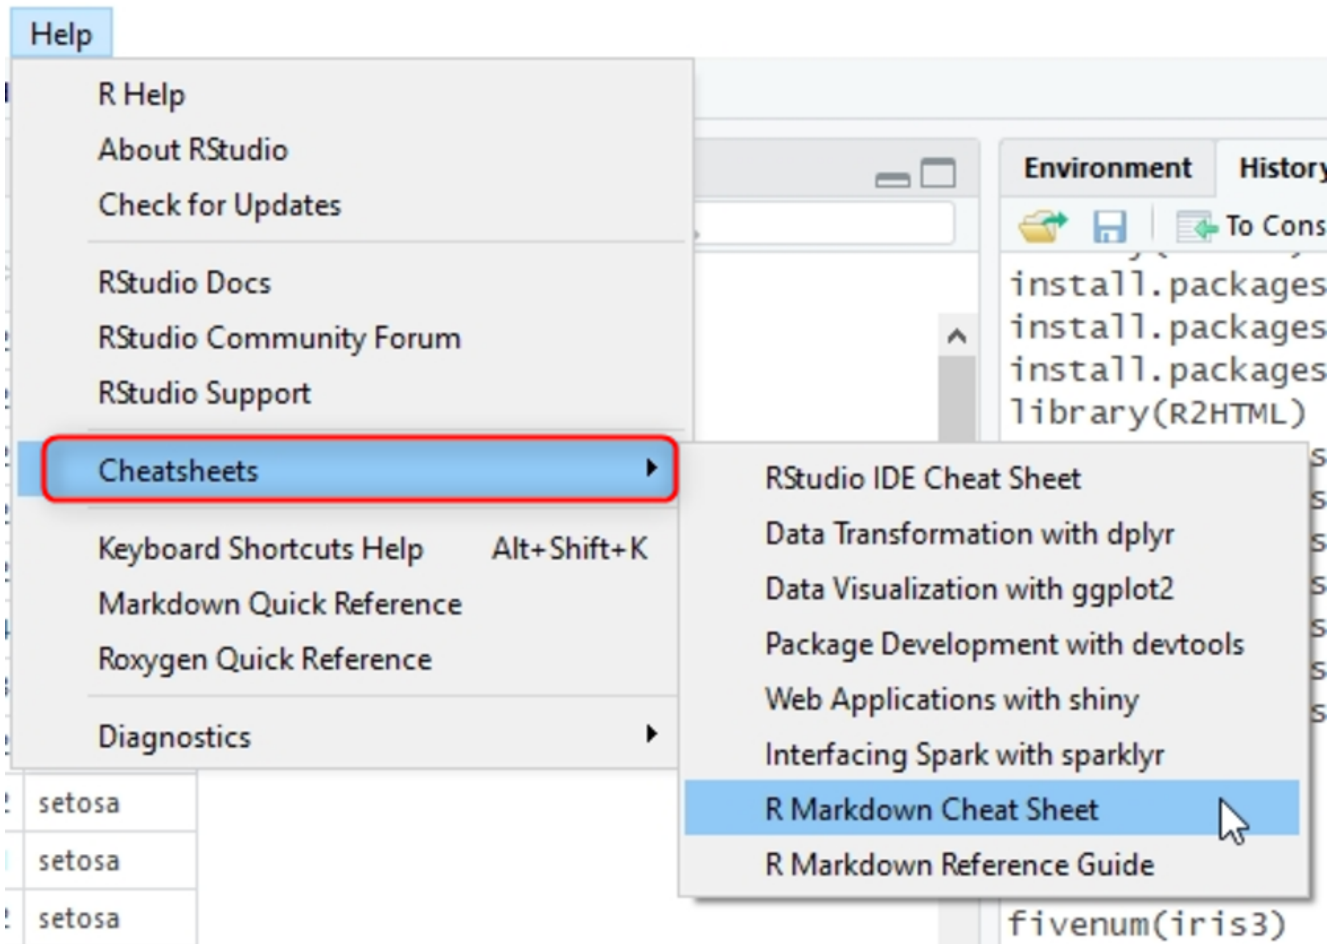 Help
R Help
About RStudio
Check for Updates
RStudio Docs
RStudio Community Forum
RStudio Support
Cheatsheets
Keyboard Shortcuts Help Alt+Shift+K
Markdown Quick Reference
Roxygen Quick Reference
Diagnostics
RStudio IDE Cheat Sheet
Data Transformation with dplyr
Data Visualization with ggplot2
Package Development with devtools
Web Applications with shiny
Interfacing Spark with sparklyr
R Markdown Cheat Sheet
R Markdown Reference Guide
setosa
setosa
setosa
Environment History
To Cons
install.packages
install.packages
install.packages
library(R2HTML)
fivenum(iris3)